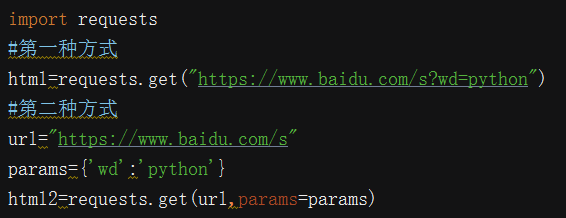 import requests
#第一种方式
html=requests.get("https://www.baidu.com/s?wd=python")
#第二种方式
url="https://www.baidu.com/s"
params={'wd':'python'}
html2=requests.get(url,params=params)